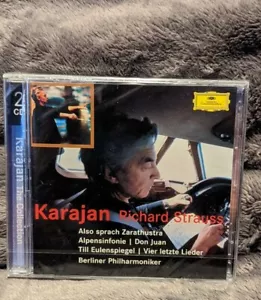 2
CD
Karajan The Collection
Karajan Richard Strauss
Also sprach Zarathustra
Alpensinfonie | Don Juan
Till Eulenspiegel | Vier letzte Lieder
Berliner Philharmoniker